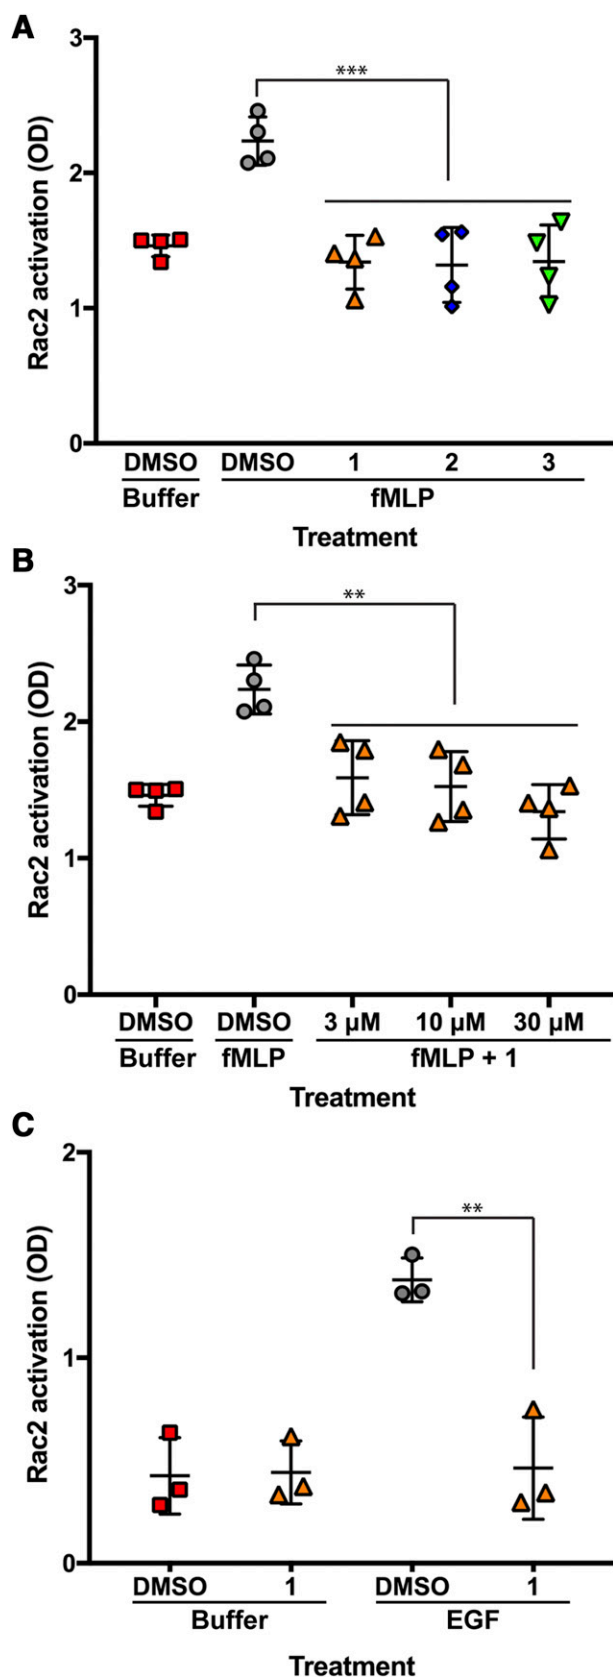 A
3
***
2
1
0
Rac2 activation (OD)
DMSO DMSO 1 2 3
Buffer fMLP
Treatment
B
3
**
2
1
0
Rac2 activation (OD)
DMSO DMSO 3 µM 10 µM 30 µM
Buffer fMLP fMLP + 1
Treatment
C
2
**
1
0
Rac2 activation (OD)
DMSO 1 DMSO 1
Buffer EGF
Treatment